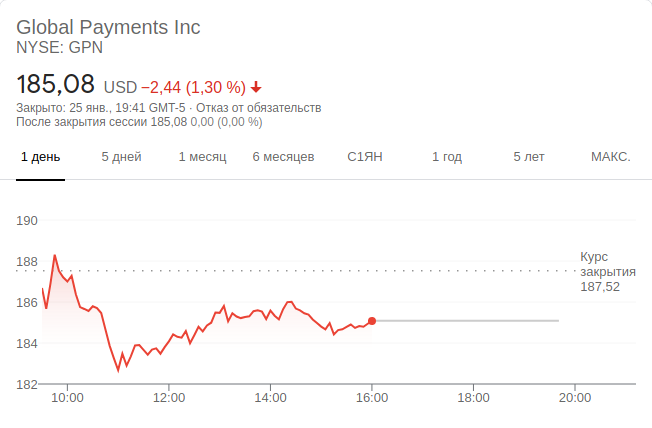 Global Payments Inc
NYSE: GPN
185,08 USD −2,44 (1,30 %)
Закрыто: 25 янв., 19:41 GMT-5 · Отказ от обязательств
После закрытия сессии 185,08 0,00 (0,00 %)
1 день 5 дней 1 месяц 6 месяцев С1ЯН 1 год 5 лет МАКС.
190
188
186
184
182
Курс
закрытия
187,52
10:00 12:00 14:00 16:00 18:00 20:00